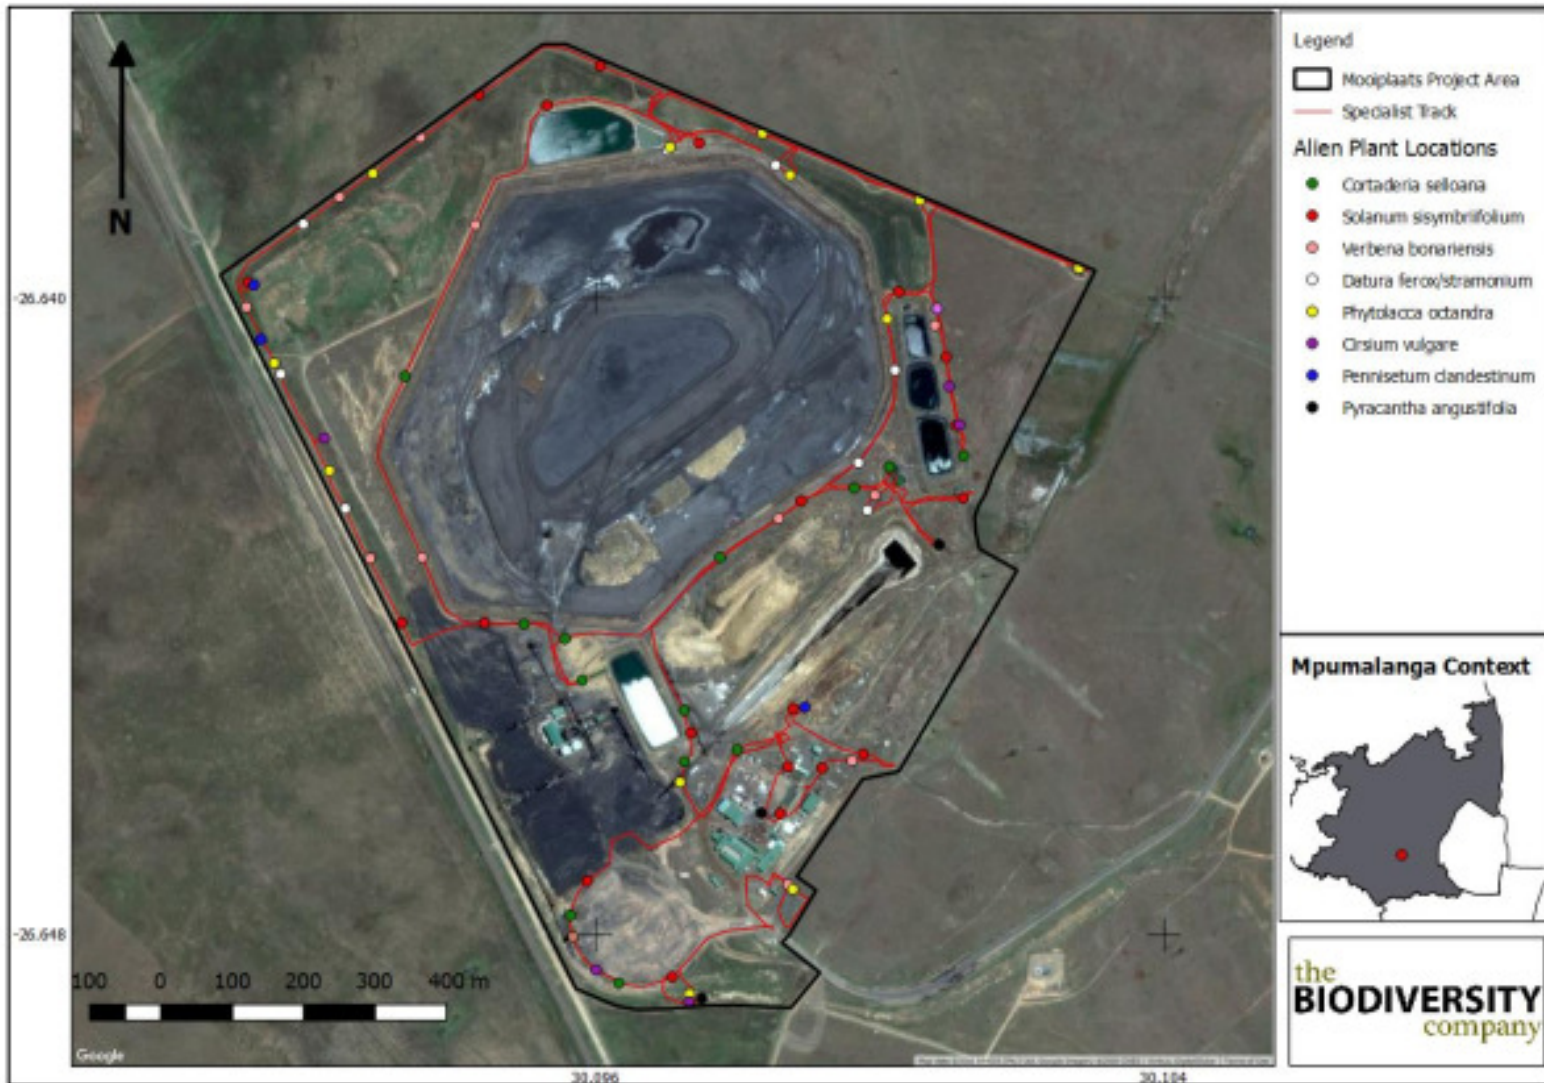 Legend
Mooiplaats Project Area
Specialist Track
Alien Plant Locations
Cortaderia selloana
Solanum sisymbriifolium
Verbena bonariensis
Datura ferox/stramonium
Phytolacca octandra
Cirsium vulgare
Pennisetum clandestinum
Pyracantha angustifolia
N
-26.640
-26.648
Mpumalanga Context
100 0 100 200 300 400 m
Google
30.096
30.104
the
BIODIVERSITY
company